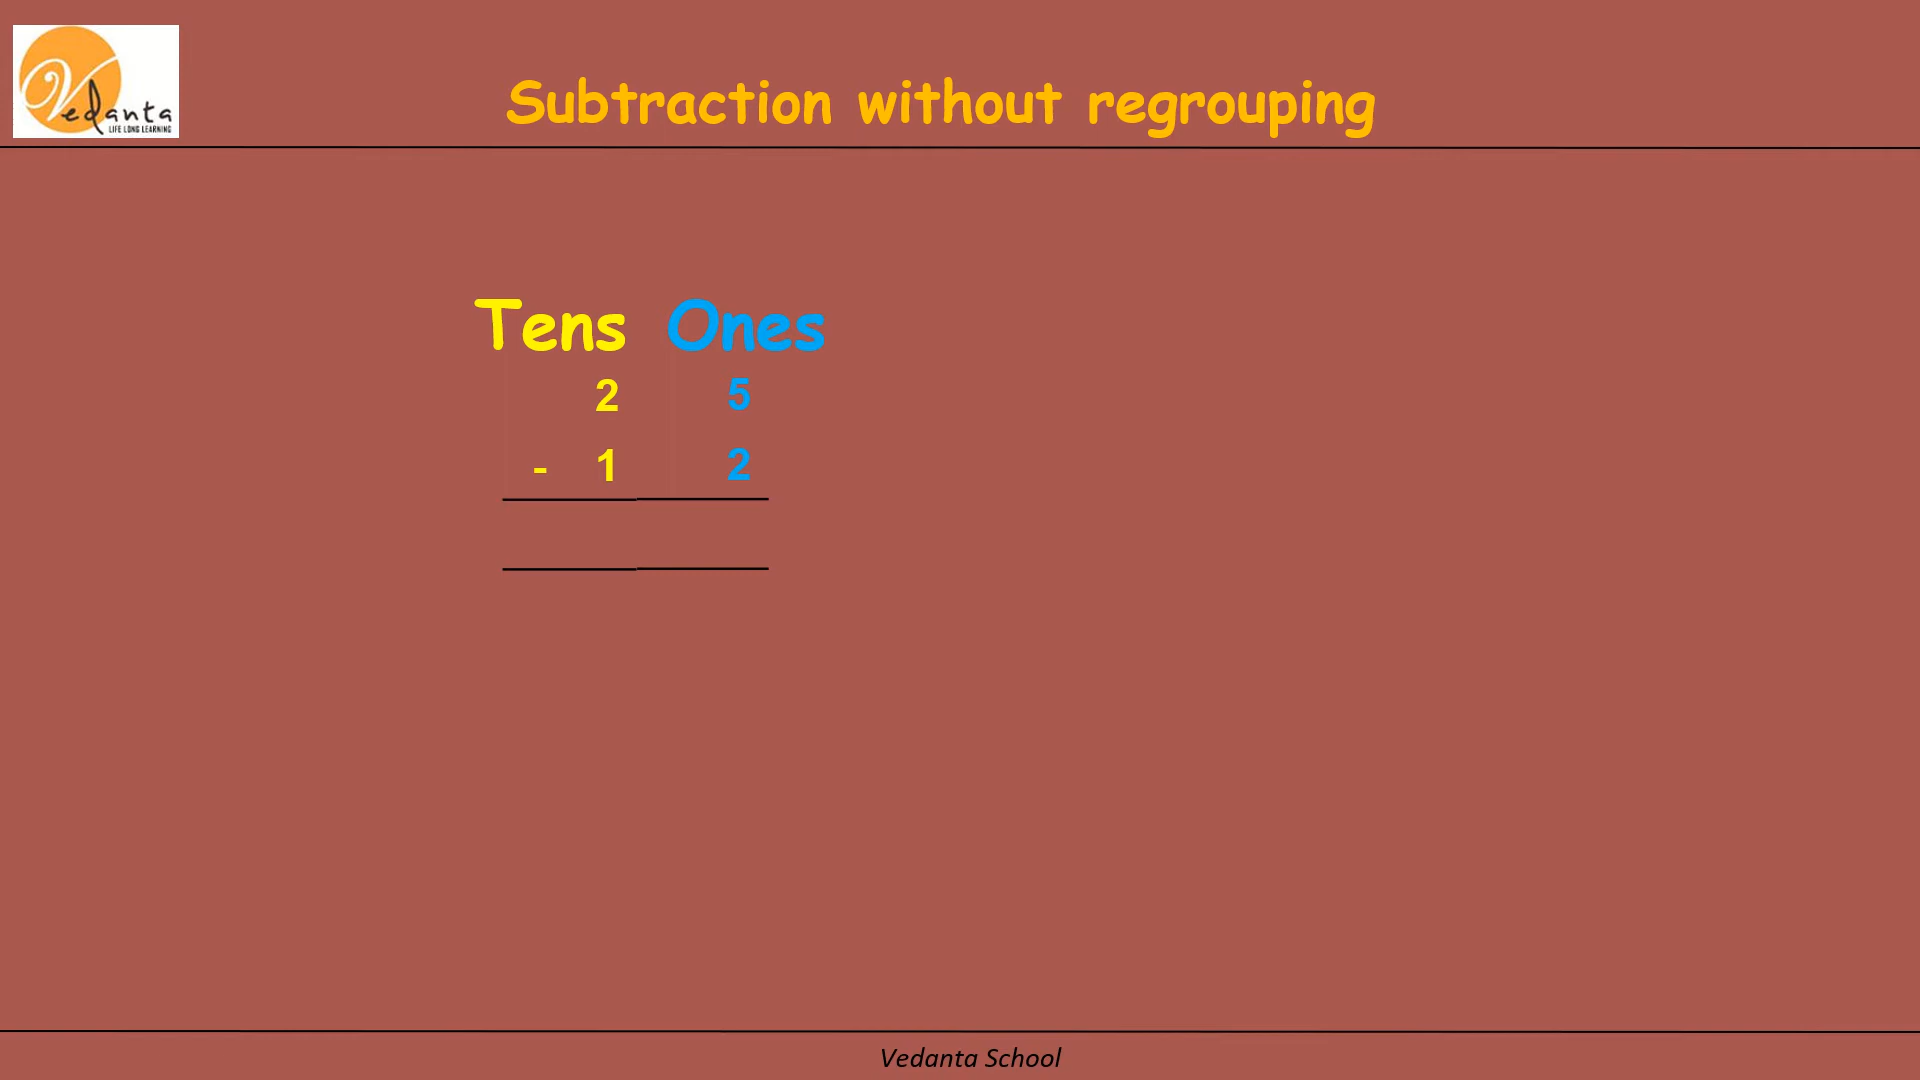 Vedanta
LIFE LONG LEARNING
Subtraction without regrouping
Tens Ones
2 5
- 1 2
Vedanta School